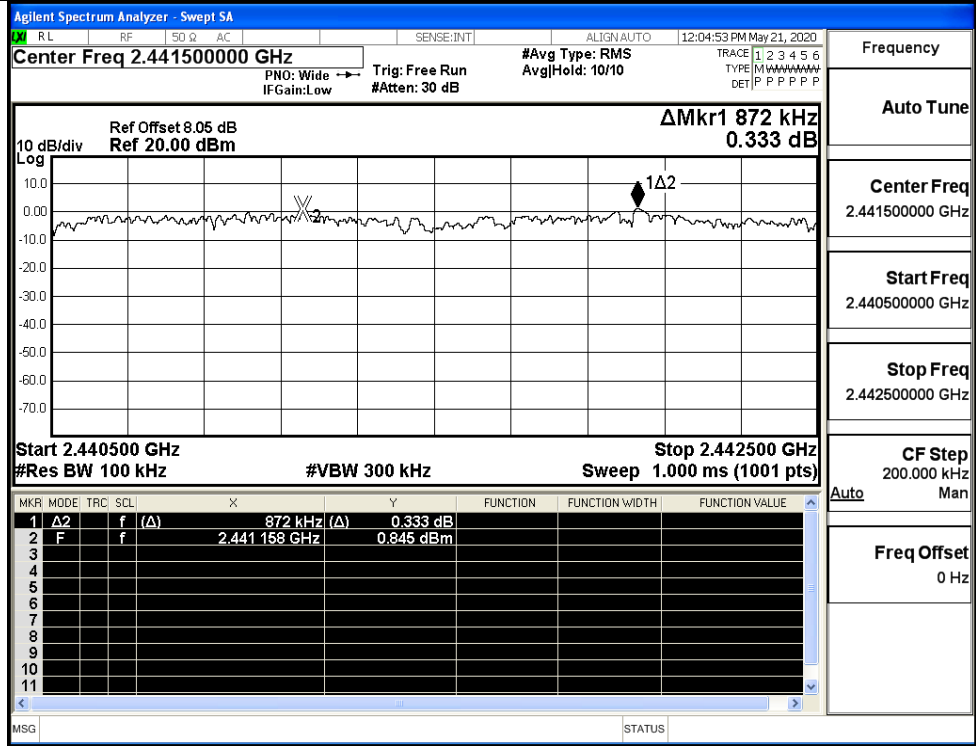 Agilent Spectrum Analyzer - Swept SA
LXI RL RF 50 Ω AC SENSE:INT ALIGN AUTO 12:04:53 PM May 21, 2020
Center Freq 2.441500000 GHz
PNO: Wide
IFGain:Low
Trig: Free Run
#Atten: 30 dB
#Avg Type: RMS
Avg|Hold: 10/10
TRACE 1 2 3 4 5 6
TYPE M WWWWW
DET P P P P P P
ΔMkr1 872 kHz
0.333 dB
Ref Offset 8.05 dB
10 dB/div Ref 20.00 dBm
Log
10.0
0.00
-10.0
-20.0
-30.0
-40.0
-50.0
-60.0
-70.0
1Δ2
2
Start 2.440500 GHz Stop 2.442500 GHz
#Res BW 100 kHz #VBW 300 kHz Sweep 1.000 ms (1001 pts)
MKR MODE TRC SCL X Y FUNCTION FUNCTION WIDTH FUNCTION VALUE
1 Δ2 f (Δ) 872 kHz (Δ) 0.333 dB
2 F f 2.441 158 GHz 0.845 dBm
3
4
5
6
7
8
9
10
11
MSG STATUS
Frequency
Auto Tune
Center Freq
2.441500000 GHz
Start Freq
2.440500000 GHz
Stop Freq
2.442500000 GHz
CF Step
200.000 kHz
Auto Man
Freq Offset
0 Hz